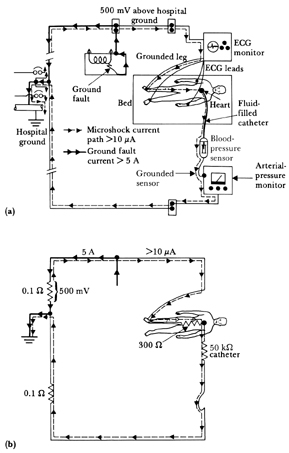 500 mV above hospital
ground
Grounded leg
ECG
monitor
ECG leads
Ground
fault
Bed
Heart
Fluid-
filled
catheter
Hospital
ground
Microshock current
path >10 μA
Ground fault
current > 5 A
Blood-
pressure
sensor
Grounded
sensor
Arterial-
pressure
monitor
(a)
5 A
>10 μA
0.1 Ω
500 mV
300 Ω
50 kΩ
catheter
0.1 Ω
(b)